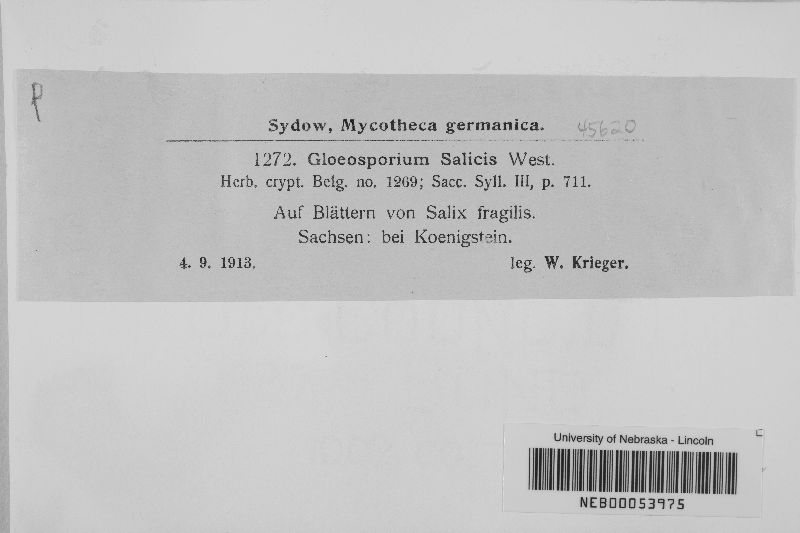 P
Sydow, Mycotheca germanica. 45620
1272. Gloeosporium Salicis West.
Herb. crypt. Belg. no. 1269; Sacc. Syll. III, p. 711.
Auf Blättern von Salix fragilis.
Sachsen: bei Koenigstein.
4. 9. 1913. leg. W. Krieger.
University of Nebraska - Lincoln
NEB00053975